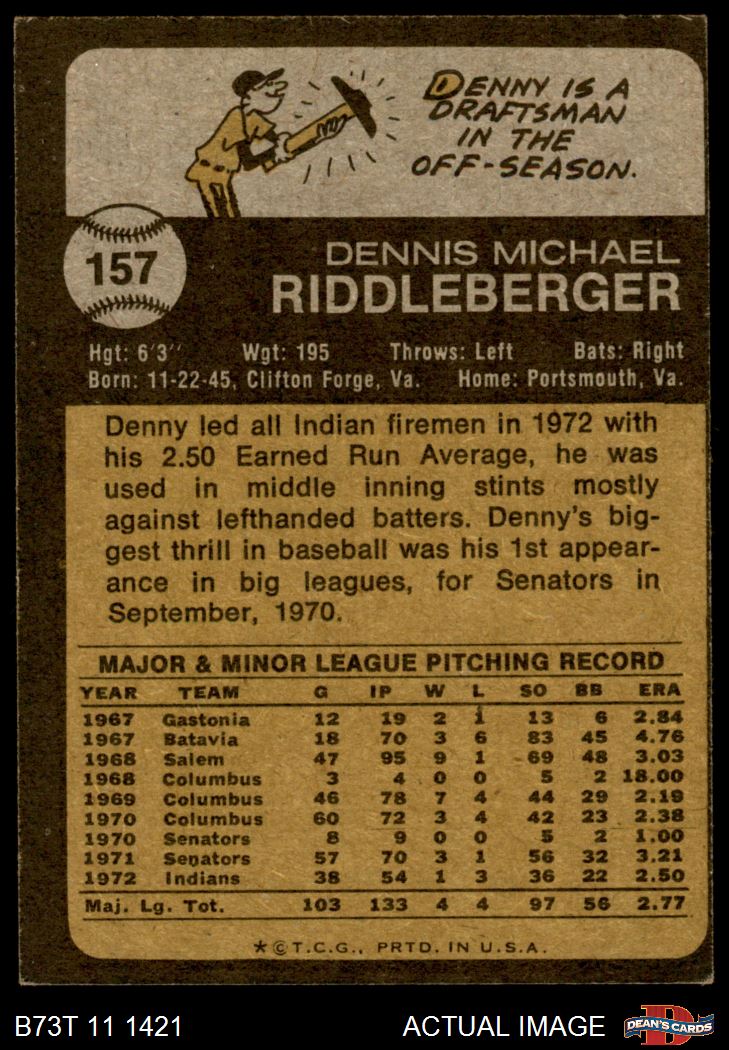 DENNY IS A
DRAFTSMAN
IN THE
OFF-SEASON.
157
DENNIS MICHAEL
RIDDLEBERGER
Hgt: 6'3" Wgt: 195 Throws: Left Bats: Right
Born: 11-22-45, Clifton Forge, Va. Home: Portsmouth, Va.
Denny led all Indian firemen in 1972 with
his 2.50 Earned Run Average, he was
used in middle inning stints mostly
against lefthanded batters. Denny's big-
gest thrill in baseball was his 1st appear-
ance in big leagues, for Senators in
September, 1970.
MAJOR & MINOR LEAGUE PITCHING RECORD
YEAR TEAM G IP W L SO BB ERA
1967 Gastonia 12 19 2 1 13 6 2.84
1967 Batavia 18 70 3 6 83 45 4.76
1968 Salem 47 95 9 1 69 48 3.03
1968 Columbus 3 4 0 0 5 2 18.00
1969 Columbus 46 78 7 4 44 29 2.19
1970 Columbus 60 72 3 4 42 23 2.38
1970 Senators 8 9 0 0 5 2 1.00
1971 Senators 57 70 3 1 56 32 3.21
1972 Indians 38 54 1 3 36 22 2.50
Maj. Lg. Tot. 103 133 4 4 97 56 2.77
★©T.C.G., PRTD. IN U.S.A.
B73T 11 1421 ACTUAL IMAGE DEAN'S CARDS